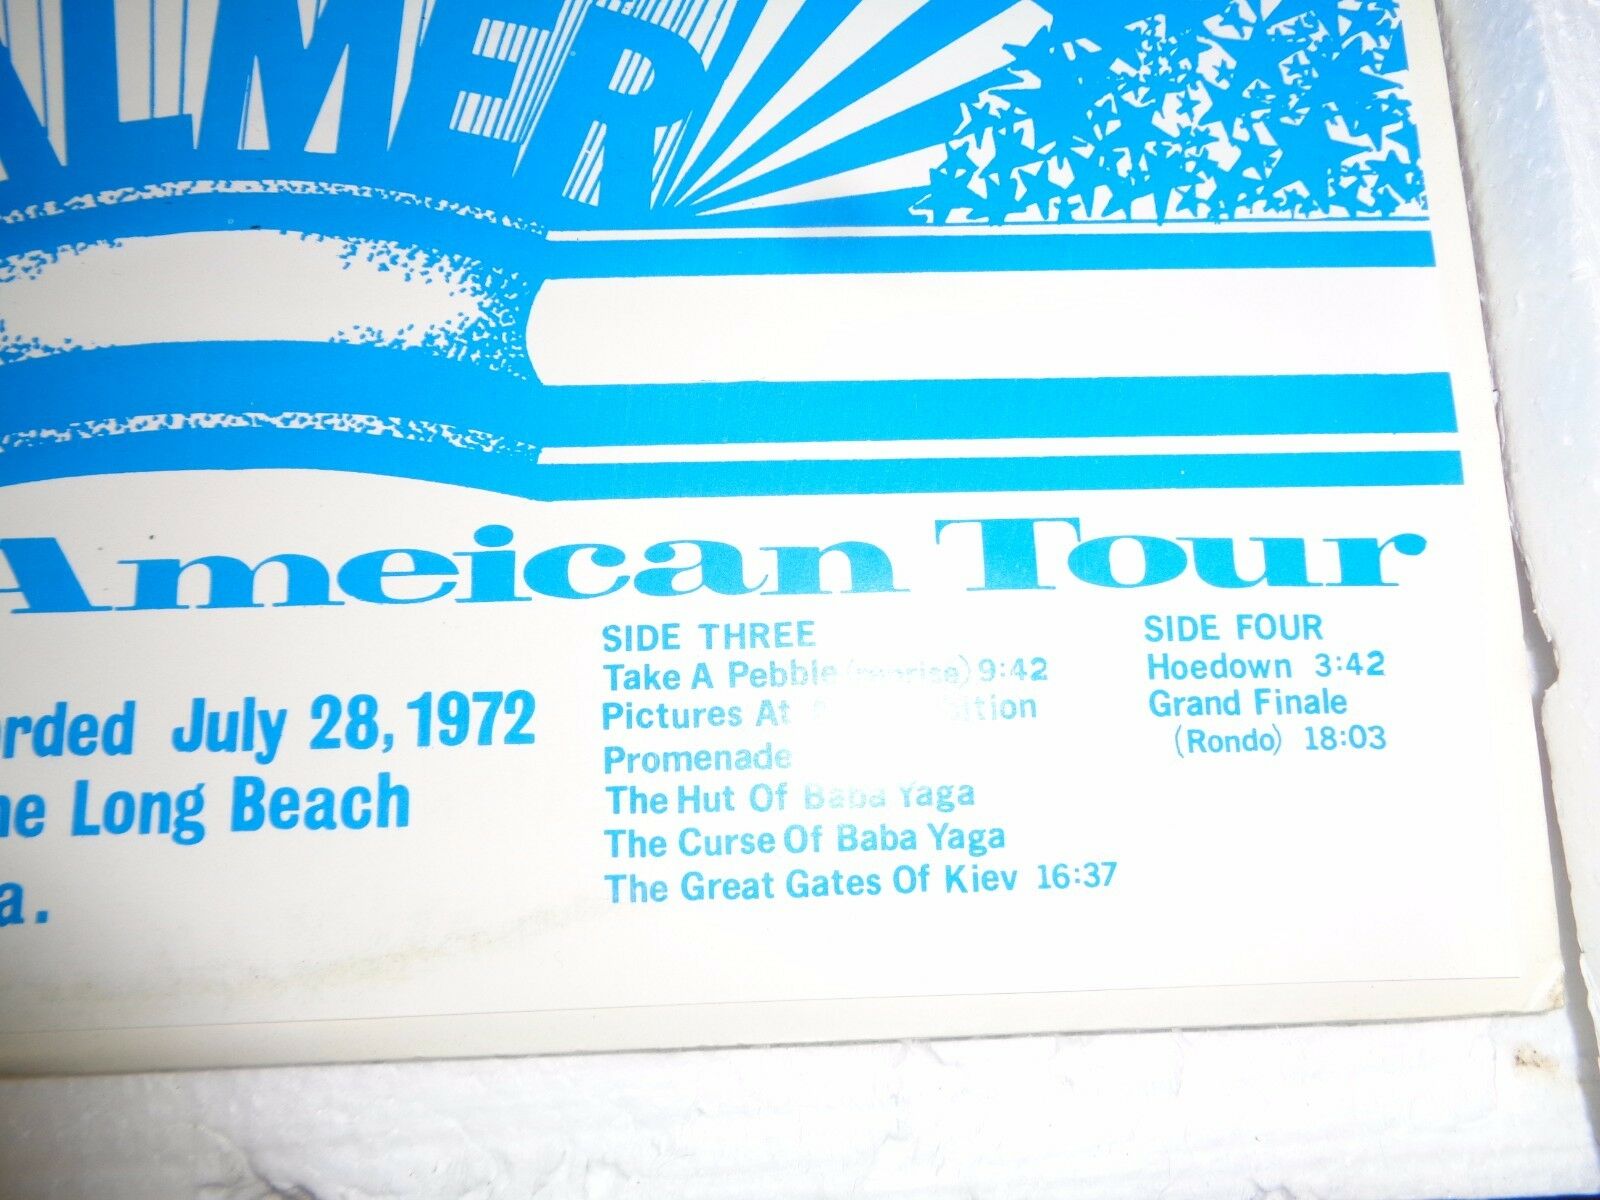 ALMER
Ameican Tour
orded July 28, 1972
he Long Beach
a.
SIDE THREE
Take A Pebble (reprise) 9:42
Pictures At
Promenade
The Hut Of Baba Yaga
The Curse Of Baba Yaga
The Great Gates Of Kiev 16:37
SIDE FOUR
Hoedown 3:42
Grand Finale
(Rondo) 18:03